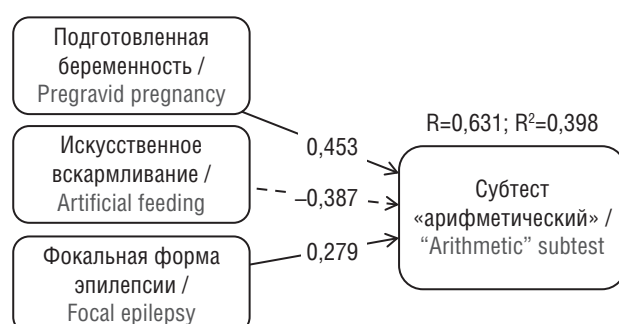 Подготовленная
беременность /
Pregravid pregnancy
R=0,631; R²=0,398
0,453
Искусственное
вскармливание /
Artificial feeding
–0,387
Субтест
«арифметический» /
“Arithmetic” subtest
Фокальная форма
эпилепсии /
Focal epilepsy
0,279